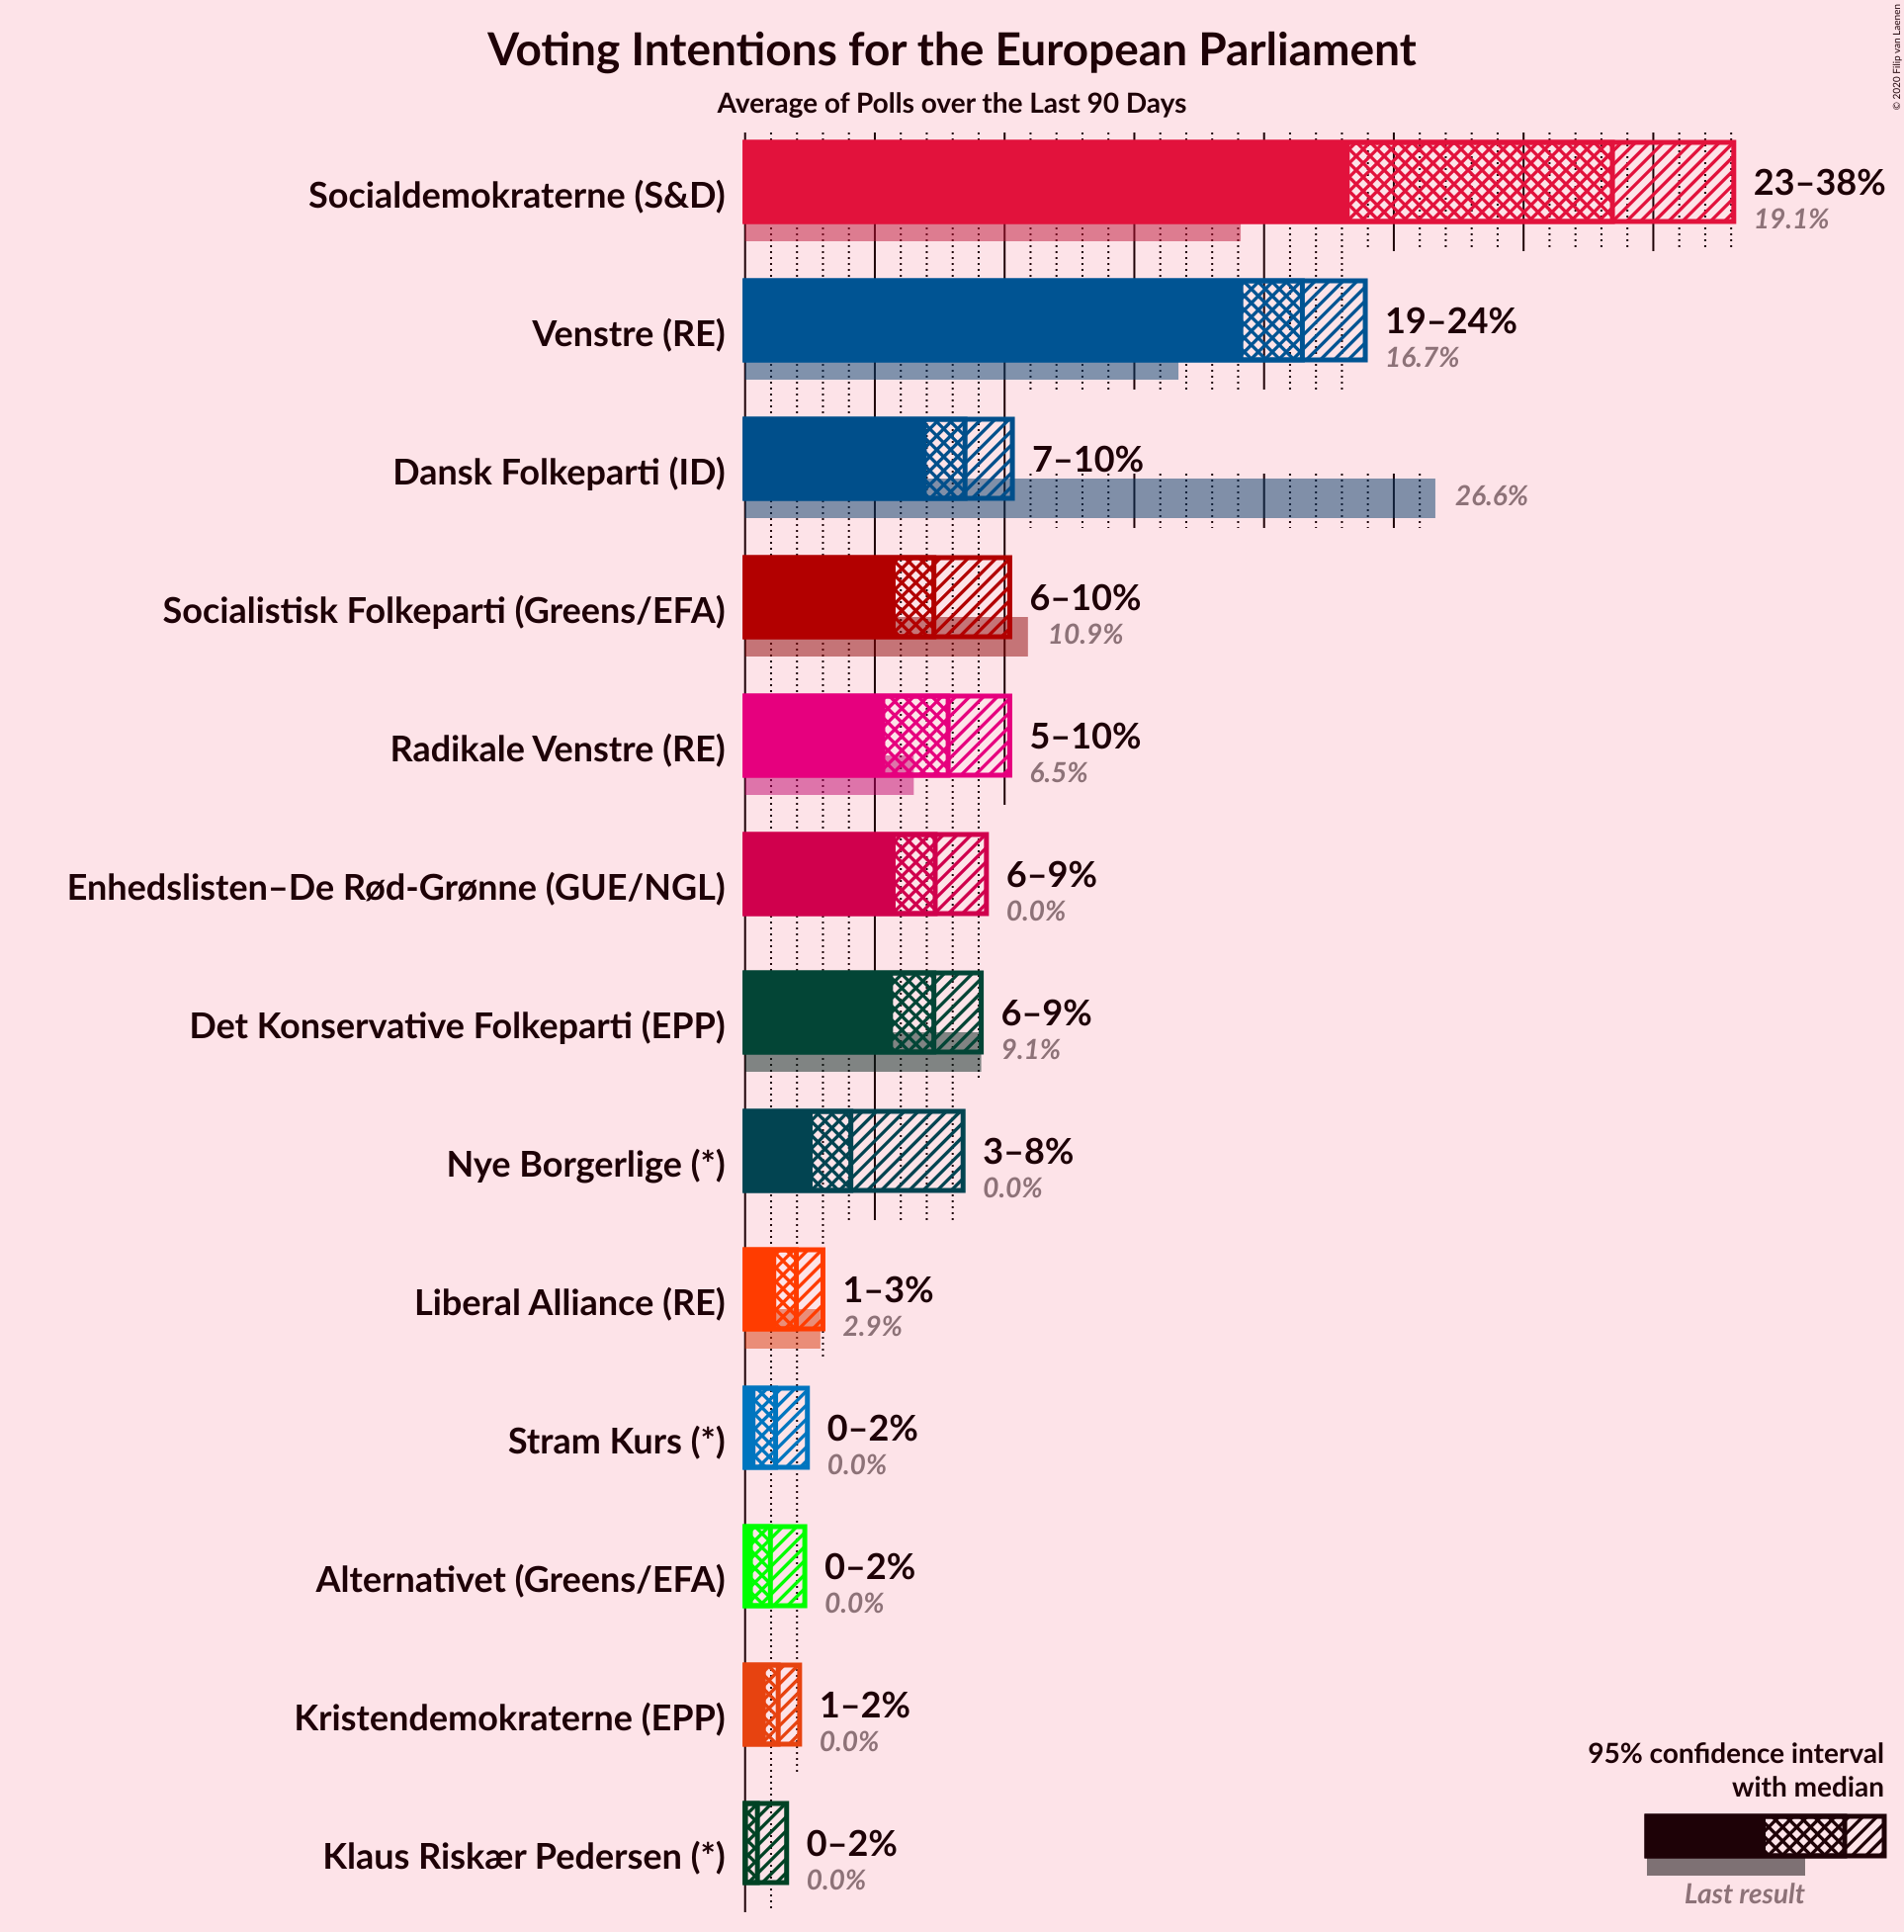 Voting Intentions for the European Parliament
Average of Polls over the Last 90 Days
© 2020 Filip van Laenen
Socialdemokraterne (S&D)
23–38%
19.1%
Venstre (RE)
19–24%
16.7%
Dansk Folkeparti (ID)
7–10%
26.6%
Socialistisk Folkeparti (Greens/EFA)
6–10%
10.9%
Radikale Venstre (RE)
5–10%
6.5%
Enhedslisten–De Rød-Grønne (GUE/NGL)
6–9%
0.0%
Det Konservative Folkeparti (EPP)
6–9%
9.1%
Nye Borgerlige (*)
3–8%
0.0%
Liberal Alliance (RE)
1–3%
2.9%
Stram Kurs (*)
0–2%
0.0%
Alternativet (Greens/EFA)
0–2%
0.0%
Kristendemokraterne (EPP)
1–2%
0.0%
Klaus Riskær Pedersen (*)
0–2%
0.0%
95% confidence interval
with median
Last result